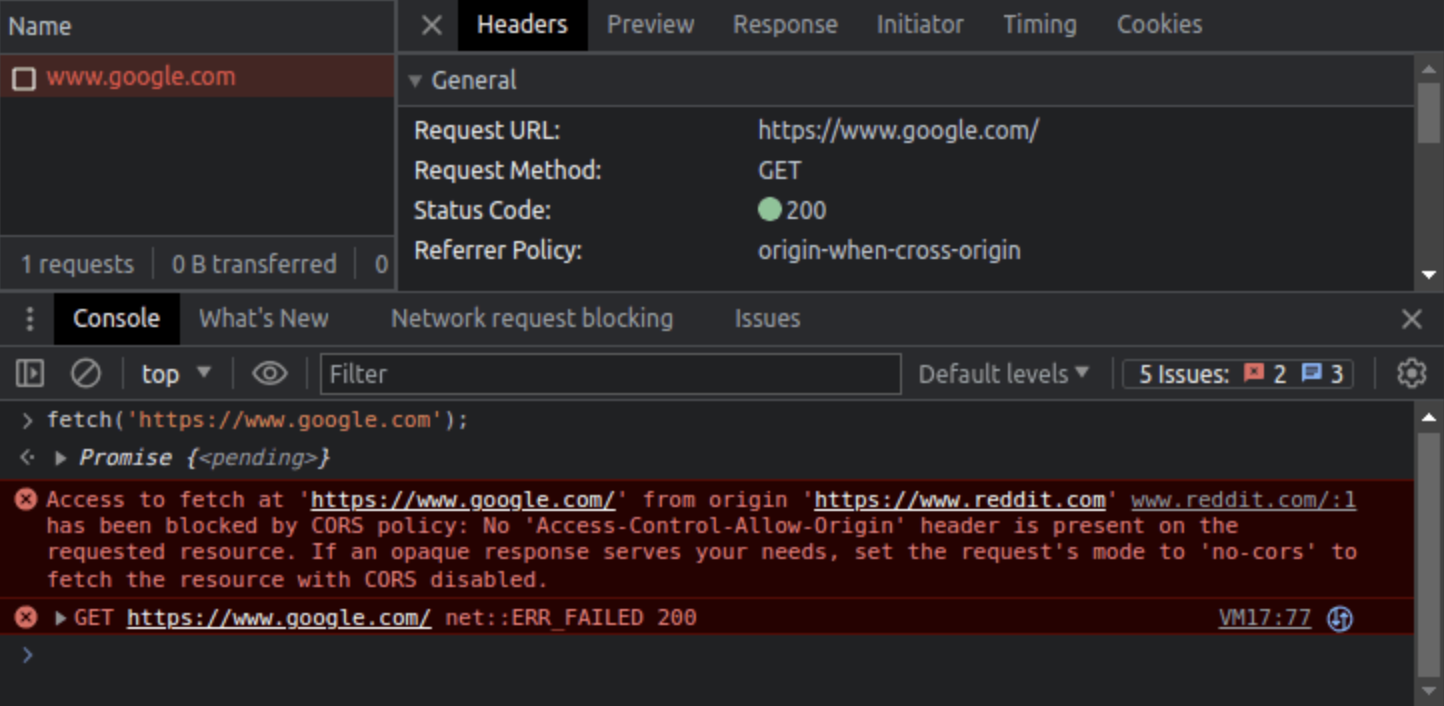 Name
www.google.com
1 requests 0 B transferred 0
Headers Preview Response Initiator Timing Cookies
General
Request URL: https://www.google.com/
Request Method: GET
Status Code: 200
Referrer Policy: origin-when-cross-origin
Console What's New Network request blocking Issues
top Filter Default levels 5 Issues: 2 3
fetch('https://www.google.com');
Promise {<pending>}
Access to fetch at 'https://www.google.com/' from origin 'https://www.reddit.com' www.reddit.com/:1
has been blocked by CORS policy: No 'Access-Control-Allow-Origin' header is present on the
requested resource. If an opaque response serves your needs, set the request's mode to 'no-cors' to
fetch the resource with CORS disabled.
GET https://www.google.com/ net::ERR_FAILED 200 VM17:77